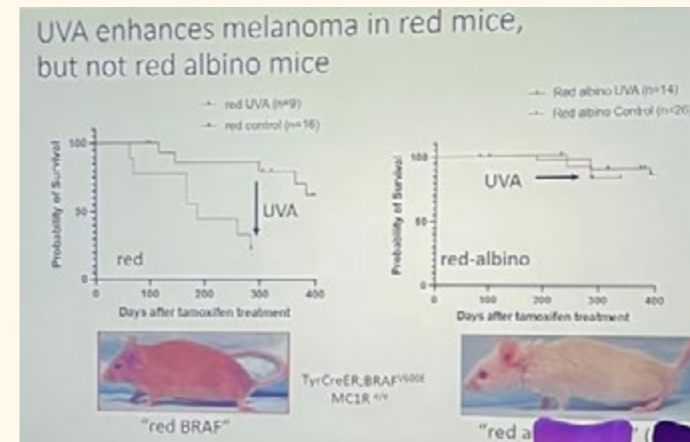 UVA enhances melanoma in red mice,
but not red albino mice
red UVA (n=9)
red control (n=16)
Probability of Survival
100
50
0
UVA
red
0 100 200 300 400
Days after tamoxifen treatment
"red BRAF"
TyrCreER.BRAFV600E
MC1R e/e
Red albino UVA (n=14)
Red albino Control (n=26
Probability of Survival
100
50
0
UVA
red-albino
0 100 200 300 400
Days after tamoxifen treatment
"red a